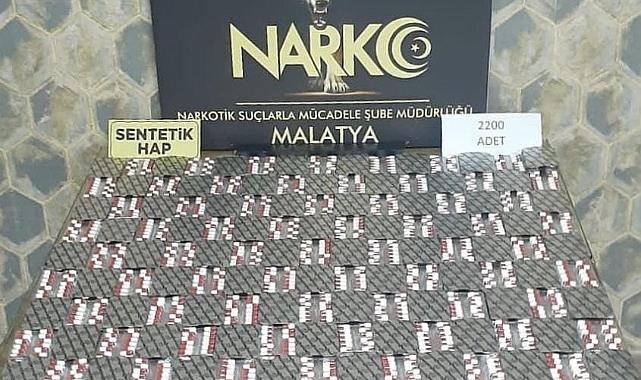 NARKO
NARKOTİK SUÇLARLA MÜCADELE ŞUBE MÜDÜRLÜĞÜ
MALATYA
SENTETİK
HAP
2200
ADET